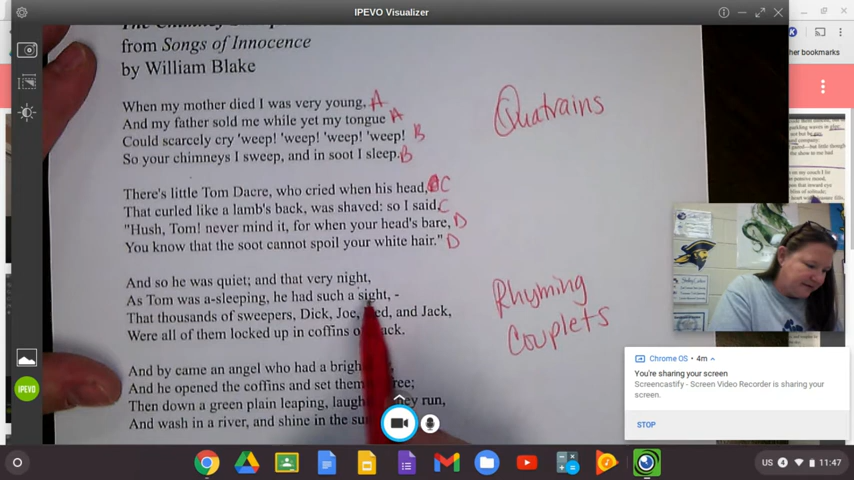 IPEVO Visualizer
from Songs of Innocence
by William Blake
When my mother died I was very young, A
And my father sold me while yet my tongue A
Could scarcely cry 'weep! 'weep! 'weep! 'weep! B
So your chimneys I sweep, and in soot I sleep. B
Quatrains
There's little Tom Dacre, who cried when his head, C
That curled like a lamb's back, was shaved: so I said, C
"Hush, Tom! never mind it, for when your head's bare, D
You know that the soot cannot spoil your white hair." D
And so he was quiet; and that very night,
As Tom was a-sleeping, he had such a sight, -
That thousands of sweepers, Dick, Joe, and Jack,
Were all of them locked up in coffins
Rhyming
Couplets
And by came an angel who had a
And he opened the coffins and set
Then down a green plain leaping, run,
And wash in a river, and shine in the
her bookmarks
Chrome OS • 4m
You're sharing your screen
Screencastify - Screen Video Recorder is sharing your
screen.
STOP
IPEVO
US 4 11:47